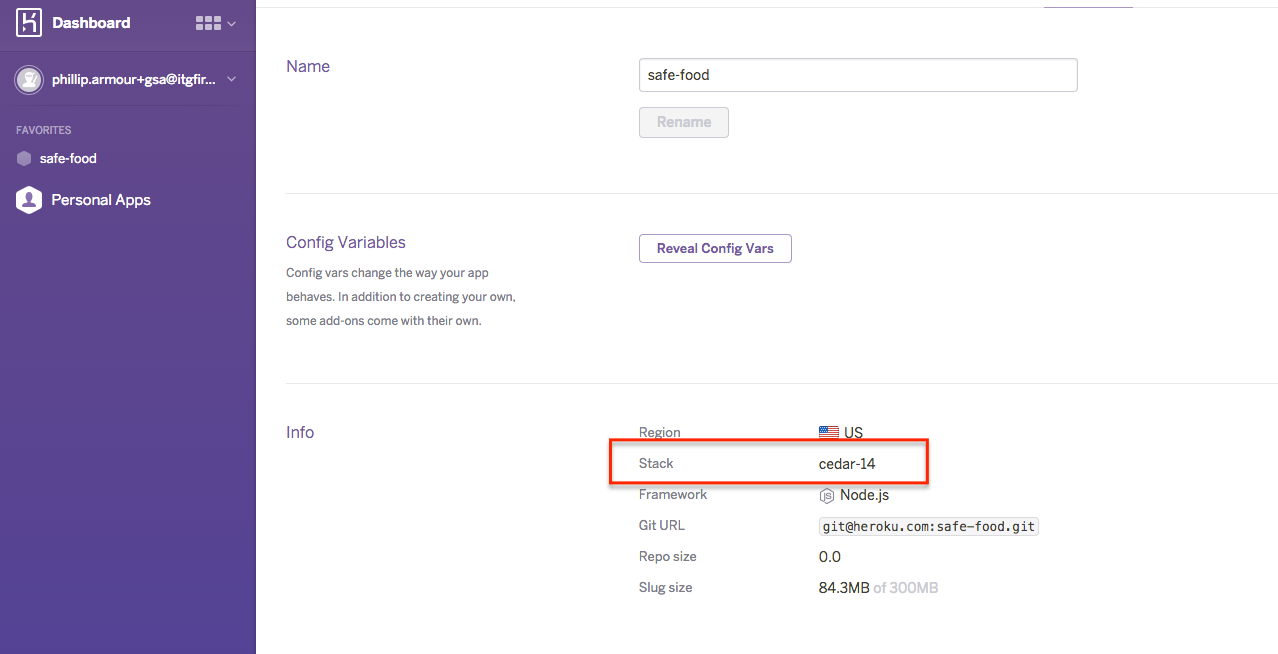 Dashboard
phillip.armour+gsa@itgfir...
FAVORITES
safe-food
Personal Apps
Name
safe-food
Rename
Config Variables
Reveal Config Vars
Config vars change the way your app
behaves. In addition to creating your own,
some add-ons come with their own.
Info
Region US
Stack cedar-14
Framework Node.js
Git URL git@heroku.com:safe-food.git
Repo size 0.0
Slug size 84.3MB of 300MB